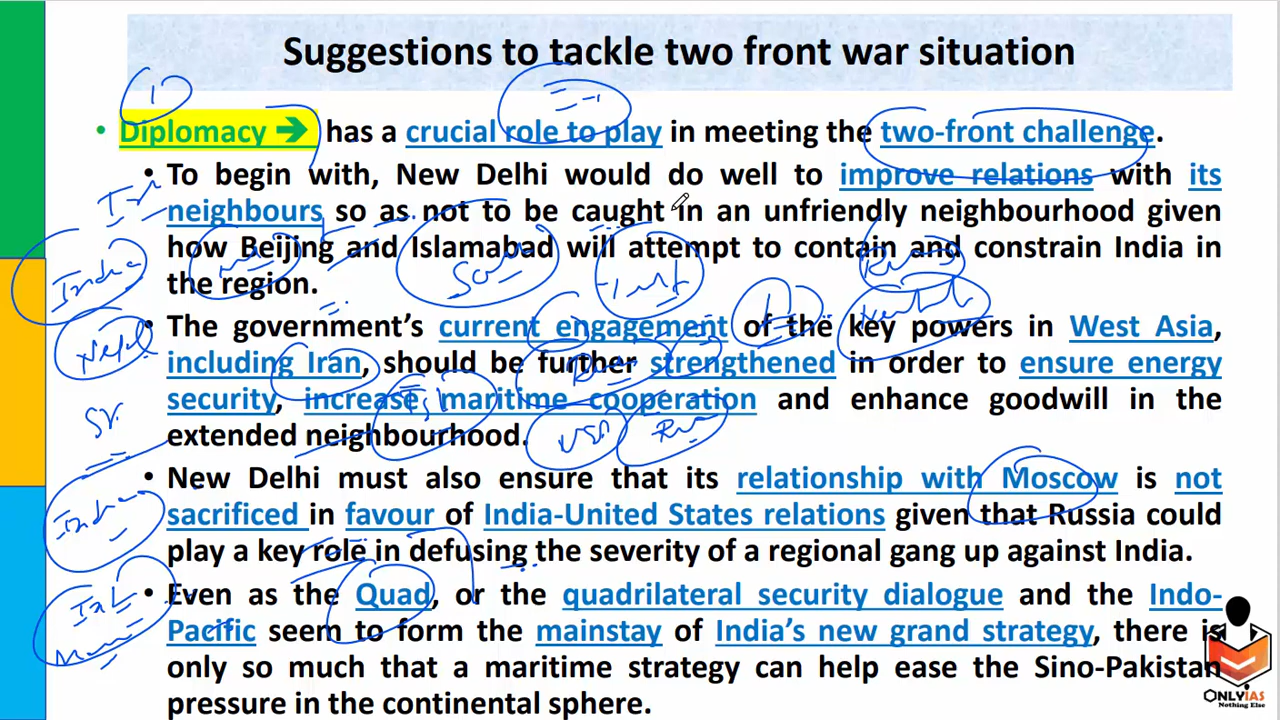 Suggestions to tackle two front war situation
• Diplomacy ➔ has a crucial role to play in meeting the two-front challenge.
• To begin with, New Delhi would do well to improve relations with its
neighbours so as not to be caught in an unfriendly neighbourhood given
how Beijing and Islamabad will attempt to contain and constrain India in
the region.
• The government's current engagement of the key powers in West Asia,
including Iran, should be further strengthened in order to ensure energy
security, increase maritime cooperation and enhance goodwill in the
extended neighbourhood.
• New Delhi must also ensure that its relationship with Moscow is not
sacrificed in favour of India-United States relations given that Russia could
play a key role in defusing the severity of a regional gang up against India.
• Even as the Quad, or the quadrilateral security dialogue and the Indo-
Pacific seem to form the mainstay of India's new grand strategy, there is
only so much that a maritime strategy can help ease the Sino-Pakistan
pressure in the continental sphere.
India
Nepal
USA
India
ONLYIAS
Nothing Else